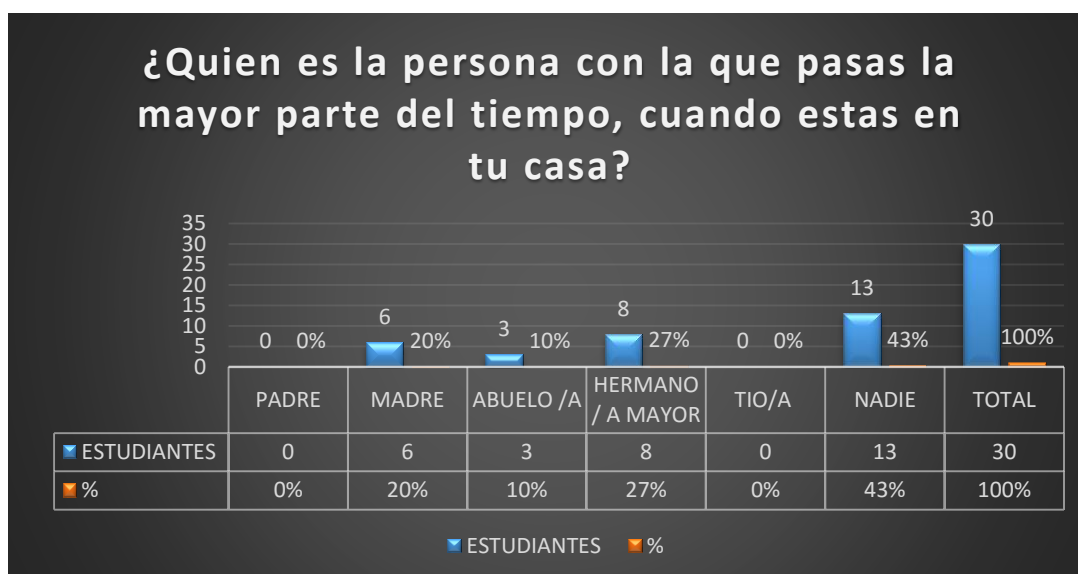 ¿Quien es la persona con la que pasas la
mayor parte del tiempo, cuando estas en
tu casa?
35
30
25
20
15
10
5
0
0 0% 6 20% 3 10% 8 27% 0 0% 13 43% 30 100%
PADRE MADRE ABUELO /A HERMANO / A MAYOR TIO/A NADIE TOTAL
ESTUDIANTES 0 6 3 8 0 13 30
% 0% 20% 10% 27% 0% 43% 100%
ESTUDIANTES %